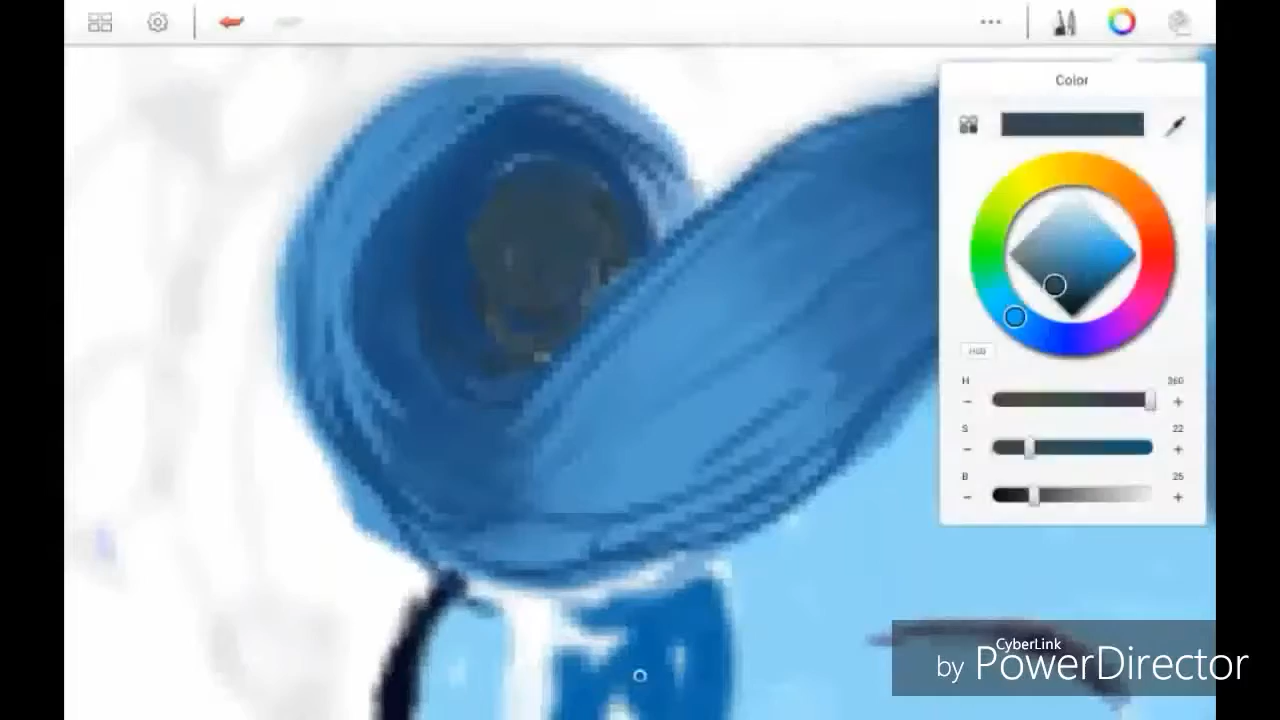 Color
HSB
H 360
- +
S 22
- +
B 25
- +
CyberLink
by PowerDirector